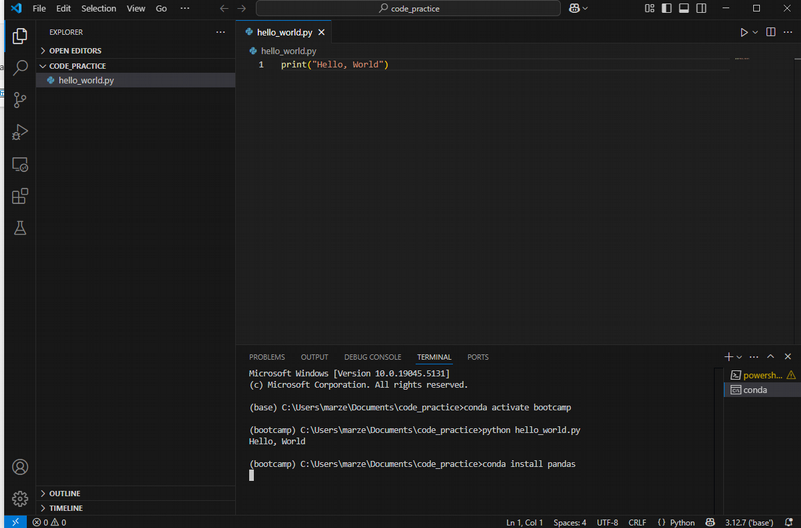 File Edit Selection View Go ··· code_practice
EXPLORER ···
OPEN EDITORS
CODE_PRACTICE
hello_world.py
hello_world.py
hello_world.py
1 print("Hello, World")
PROBLEMS OUTPUT DEBUG CONSOLE TERMINAL PORTS
Microsoft Windows [Version 10.0.19045.5131]
(c) Microsoft Corporation. All rights reserved.
(base) C:\Users\marze\Documents\code_practice>conda activate bootcamp
(bootcamp) C:\Users\marze\Documents\code_practice>python hello_world.py
Hello, World
(bootcamp) C:\Users\marze\Documents\code_practice>conda install pandas
powersh...
conda
OUTLINE
TIMELINE
0 0 Ln 1, Col 1 Spaces: 4 UTF-8 CRLF {} Python 3.12.7 ('base')